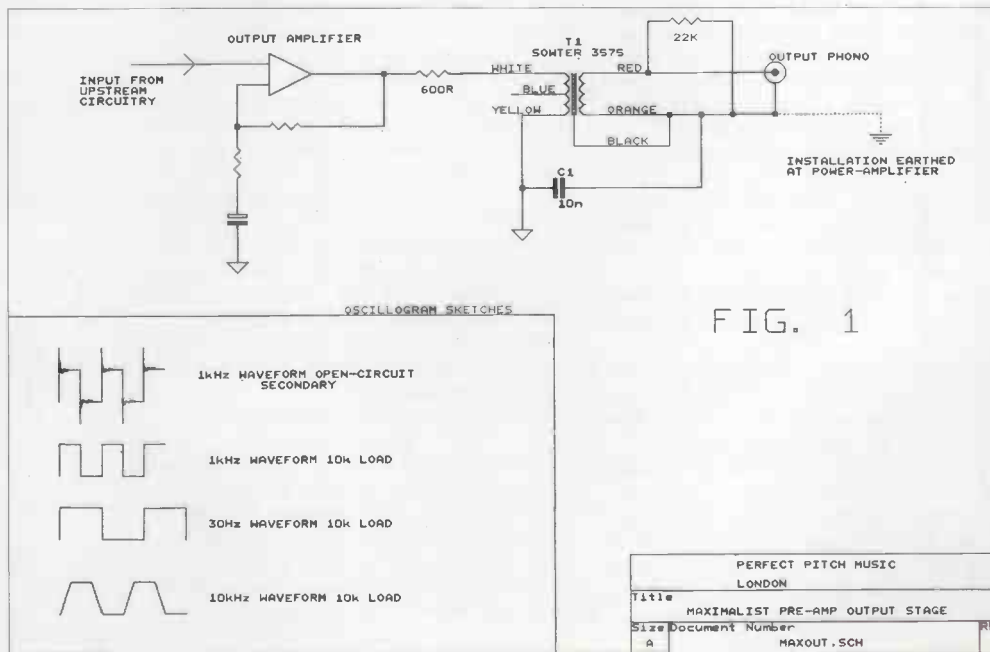 OUTPUT AMPLIFIER
INPUT FROM
UPSTREAM
CIRCUITRY
600R
T1
SOWTER 3575
WHITE
BLUE
YELLOW
RED
ORANGE
BLACK
22K
OUTPUT PHONO
C1
10n
INSTALLATION EARTHED
AT POWER-AMPLIFIER
FIG. 1
OSCILLOGRAM SKETCHES
1kHz WAVEFORM OPEN-CIRCUIT
SECONDARY
1kHz WAVEFORM 10k LOAD
30Hz WAVEFORM 10k LOAD
10kHz WAVEFORM 10k LOAD
PERFECT PITCH MUSIC
LONDON
Title
MAXIMALIST PRE-AMP OUTPUT STAGE
Size Document Number
A MAXOUT.SCH